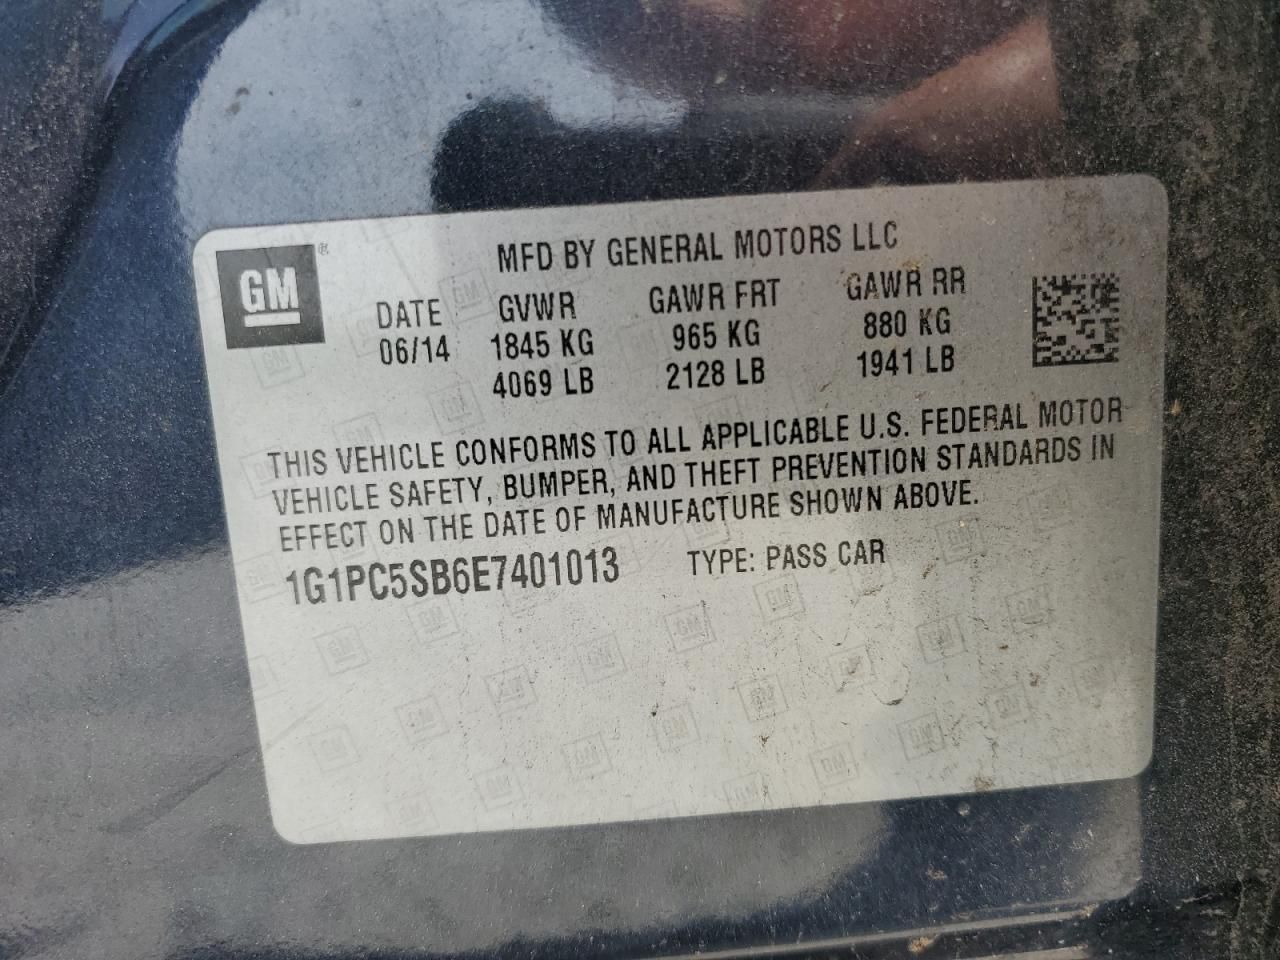 GM®
MFD BY GENERAL MOTORS LLC
DATE GVWR GAWR FRT GAWR RR
06/14 1845 KG 965 KG 880 KG
4069 LB 2128 LB 1941 LB
THIS VEHICLE CONFORMS TO ALL APPLICABLE U.S. FEDERAL MOTOR
VEHICLE SAFETY, BUMPER, AND THEFT PREVENTION STANDARDS IN
EFFECT ON THE DATE OF MANUFACTURE SHOWN ABOVE.
1G1PC5SB6E7401013 TYPE: PASS CAR